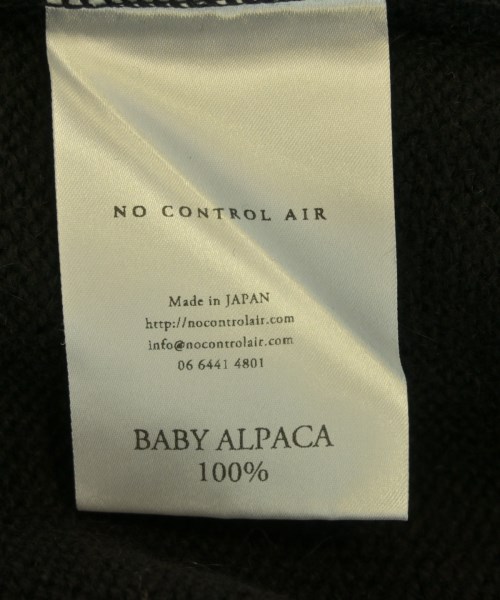 NO CONTROL AIR
Made in JAPAN
http://nocontrolair.com
info@nocontrolair.com
06 6441 4801
BABY ALPACA
100%